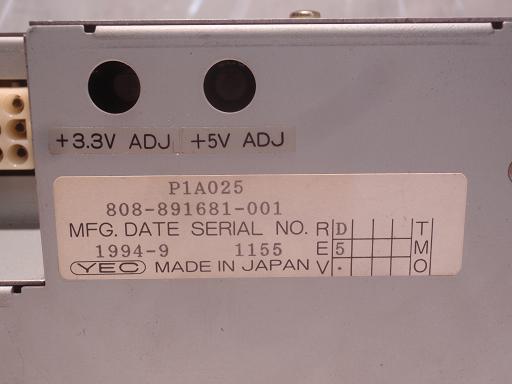 +3.3V ADJ +5V ADJ
P1A025
808-891681-001
MFG. DATE SERIAL NO. R D T
1994-9 1155 E 5 M
YEC MADE IN JAPAN V . O